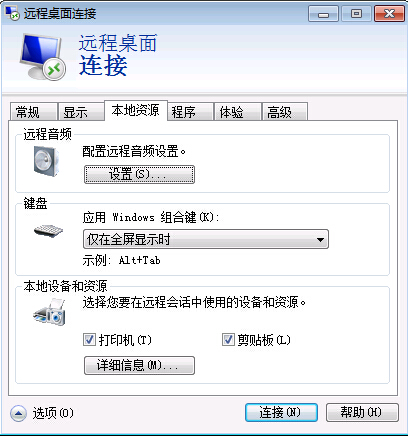 远程桌面连接
远程桌面
连接
常规 显示 本地资源 程序 体验 高级
远程音频
配置远程音频设置。
设置(S)...
键盘
应用 Windows 组合键(K):
仅在全屏显示时
示例: Alt+Tab
本地设备和资源
选择您要在远程会话中使用的设备和资源。
打印机(T) 剪贴板(L)
详细信息(M)...
选项(O) 连接(N) 帮助(H)